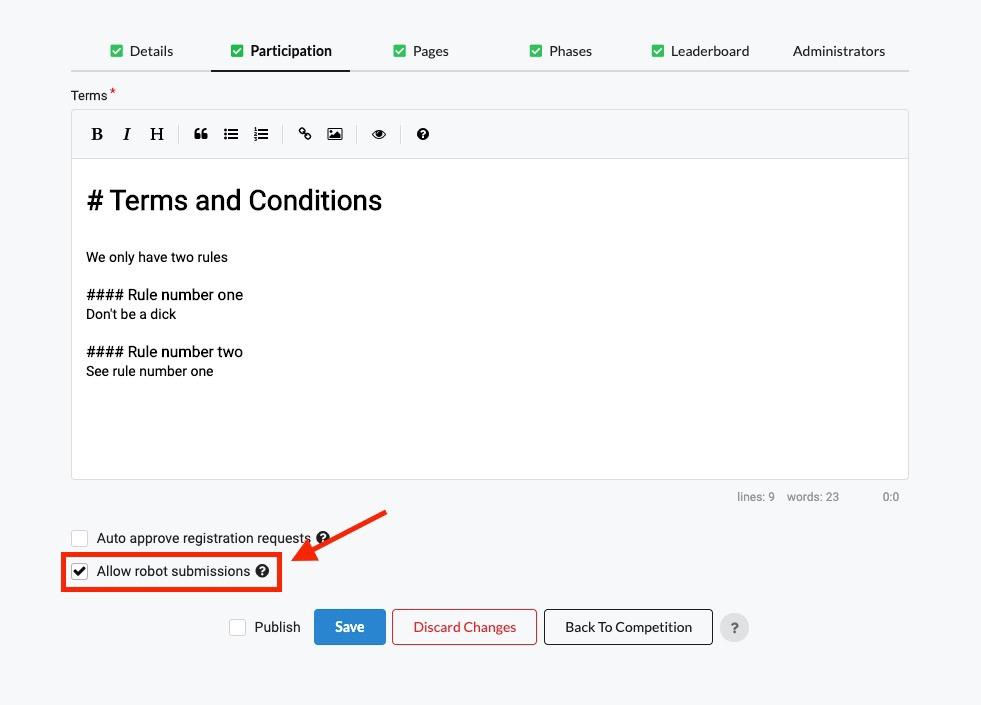 Details Participation Pages Phases Leaderboard Administrators
Terms *
B I H
# Terms and Conditions
We only have two rules
#### Rule number one
Don't be a dick
#### Rule number two
See rule number one
lines: 9 words: 23 0:0
Auto approve registration requests ?
Allow robot submissions ?
Publish Save Discard Changes Back To Competition ?